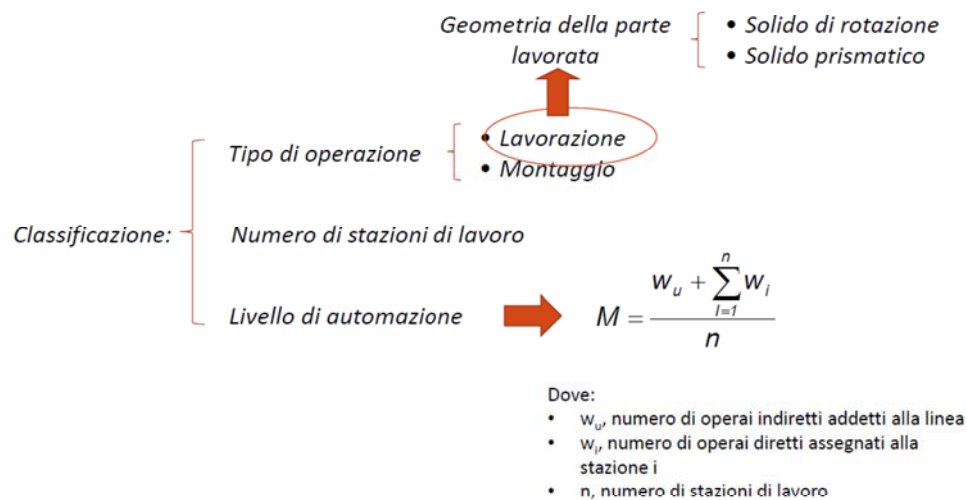 Geometria della parte
lavorata
• Solido di rotazione
• Solido prismatico
Tipo di operazione
• Lavorazione
• Montaggio
Classificazione:
Numero di stazioni di lavoro
Livello di automazione
M = (w_u + \sum_{I=1}^{n} w_i) / n
Dove:
• w_u, numero di operai indiretti addetti alla linea
• w_i, numero di operai diretti assegnati alla
stazione i
• n, numero di stazioni di lavoro